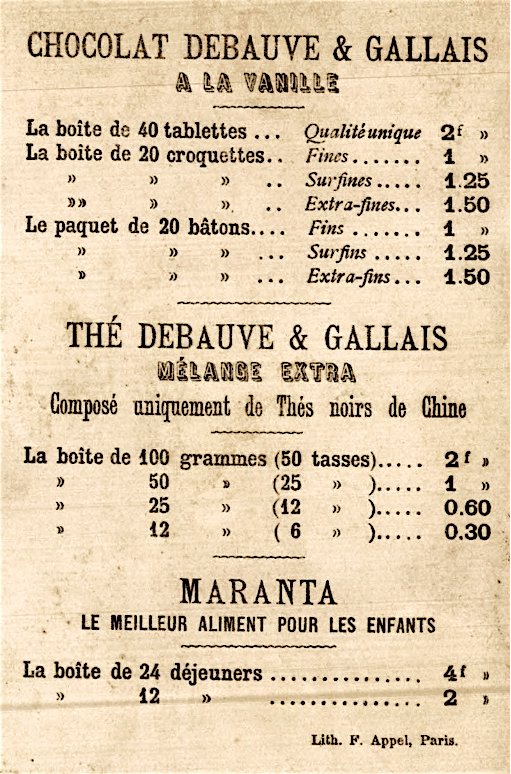 CHOCOLAT DEBAUVE & GALLAIS
A LA VANILLE
La boîte de 40 tablettes ... Qualité unique 2f »
La boite de 20 croquettes.. Fines....... 1 »
» » » .. Surfines..... 1.25
»» » » .. Extra-fines... 1.50
Le paquet de 20 bâtons.... Fins ....... 1 »
» » » ... Surfins ..... 1.25
» » » ... Extra-fins... 1.50
THÉ DEBAUVE & GALLAIS
MÉLANGE EXTRA
Composé uniquement de Thés noirs de Chine
La boîte de 100 grammes (50 tasses)..... 2f »
» 50 » (25 » )..... 1 »
» 25 » (12 » )..... 0.60
» 12 » ( 6 » )..... 0.30
MARANTA
LE MEILLEUR ALIMENT POUR LES ENFANTS
La boîte de 24 déjeuners ............... 4f »
» 12 » ............... 2 »
Lith. F. Appel, Paris.